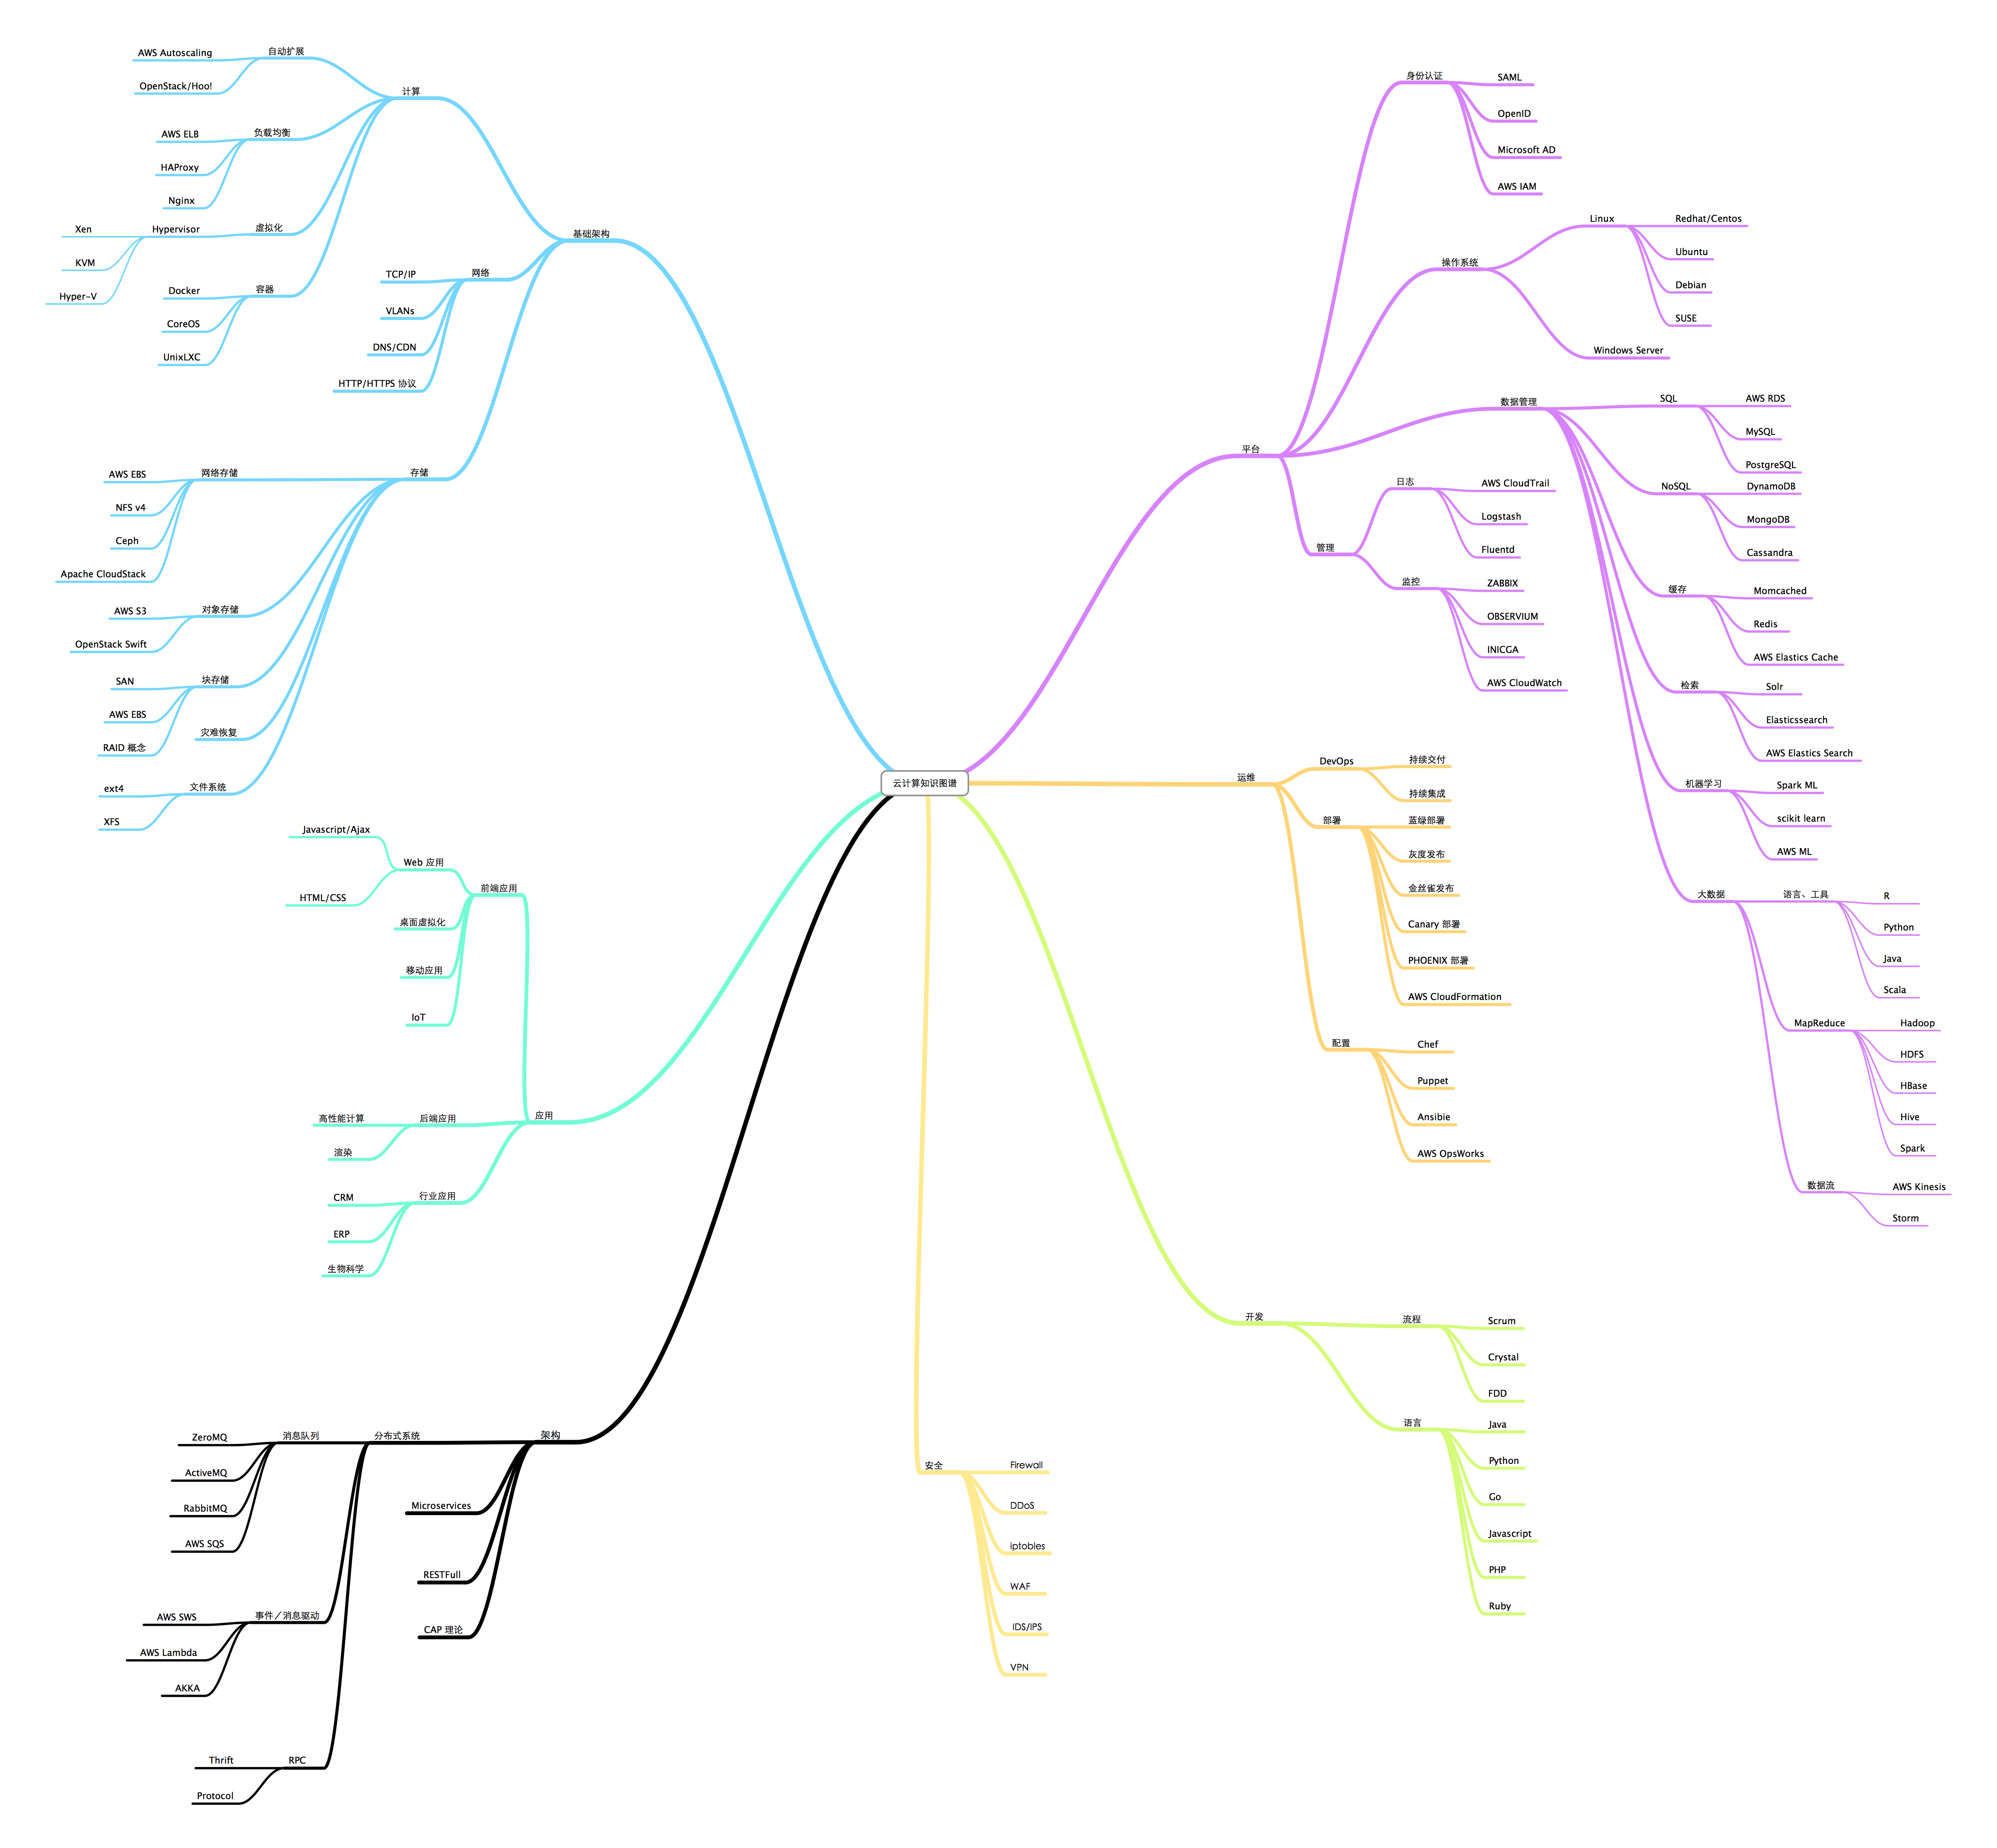 云计算知识图谱
基础架构
计算
自动扩展
AWS Autoscaling
OpenStack/Hoo!
负载均衡
AWS ELB
HAProxy
Nginx
虚拟化
Hypervisor
Xen
KVM
Hyper-V
容器
Docker
CoreOS
UnixLXC
网络
TCP/IP
VLANs
DNS/CDN
HTTP/HTTPS 协议
存储
网络存储
AWS EBS
NFS v4
Ceph
Apache CloudStack
对象存储
AWS S3
OpenStack Swift
块存储
SAN
AWS EBS
RAID 概念
灾难恢复
文件系统
ext4
XFS
应用
前端应用
Web 应用
Javascript/Ajax
HTML/CSS
桌面虚拟化
移动应用
IoT
后端应用
高性能计算
渲染
行业应用
CRM
ERP
生物科学
架构
分布式系统
消息队列
ZeroMQ
ActiveMQ
RabbitMQ
AWS SQS
事件／消息驱动
AWS SWS
AWS Lambda
AKKA
RPC
Thrift
Protocol
Microservices
RESTFull
CAP 理论
平台
身份认证
SAML
OpenID
Microsoft AD
AWS IAM
操作系统
Linux
Redhat/Centos
Ubuntu
Debian
SUSE
Windows Server
数据管理
SQL
AWS RDS
MySQL
PostgreSQL
NoSQL
DynamoDB
MongoDB
Cassandra
缓存
Momcached
Redis
AWS Elastics Cache
检索
Solr
Elasticssearch
AWS Elastics Search
机器学习
Spark ML
scikit learn
AWS ML
大数据
语言、工具
R
Python
Java
Scala
MapReduce
Hadoop
HDFS
HBase
Hive
Spark
数据流
AWS Kinesis
Storm
管理
日志
AWS CloudTrail
Logstash
Fluentd
监控
ZABBIX
OBSERVIUM
INICGA
AWS CloudWatch
运维
DevOps
持续交付
持续集成
部署
蓝绿部署
灰度发布
金丝雀发布
Canary 部署
PHOENIX 部署
AWS CloudFormation
配置
Chef
Puppet
Ansibie
AWS OpsWorks
开发
流程
Scrum
Crystal
FDD
语言
Java
Python
Go
Javascript
PHP
Ruby
安全
Firewall
DDoS
iptobles
WAF
IDS/IPS
VPN